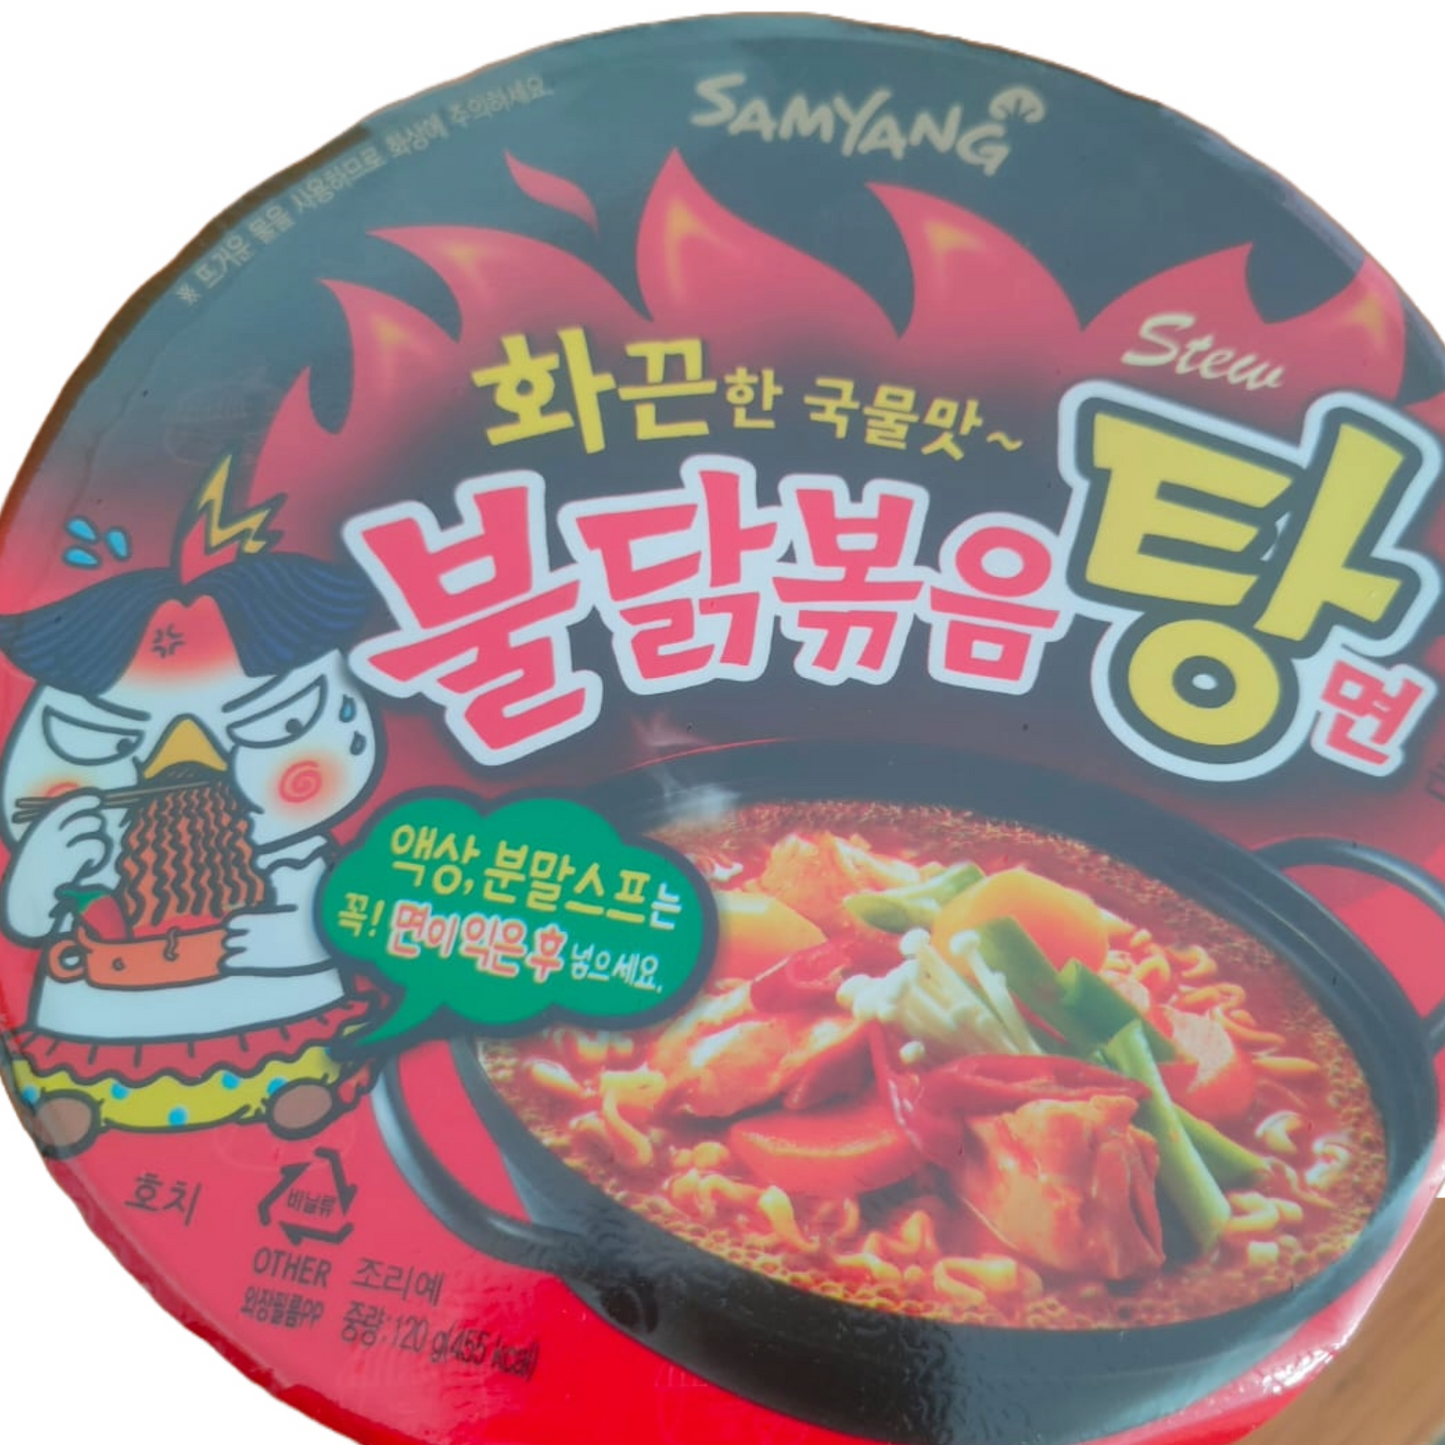 ※ 뜨거운 물을 사용하므로 화상에 주의하세요.
SAMYANG
Stew
화끈한 국물맛~
불닭볶음탕면
액상, 분말스프는
꼭! 면이 익은 후 넣으세요.
호치
비닐류
OTHER
조리예
외장필름PP
중량:120 g(455 kcal)